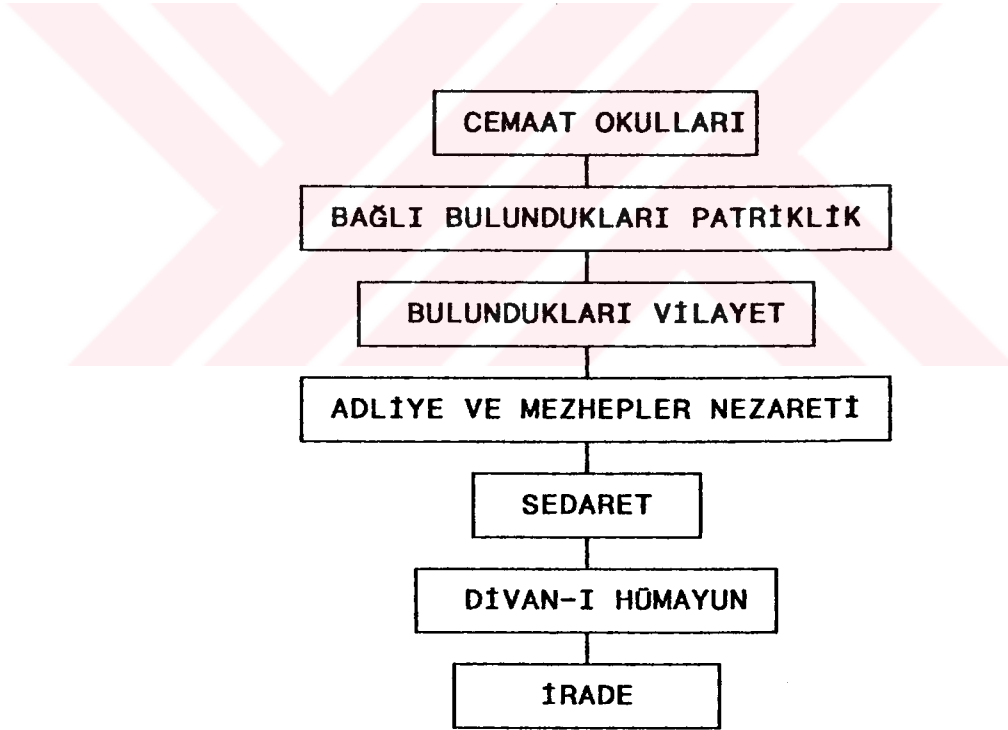 CEMAAT OKULLARI
BAĞLI BULUNDUKLARI PATRİKLİK
BULUNDUKLARI VİLAYET
ADLİYE VE MEZHEPLER NEZARETİ
SEDARET
DİVAN-I HÜMAYUN
İRADE